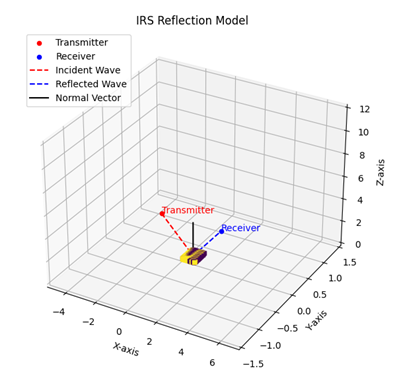 IRS Reflection Model
Transmitter
Receiver
Incident Wave
Reflected Wave
Normal Vector
Transmitter
Receiver
12
10
8
6
4
2
0
Z-axis
−4
−2
0
2
4
6
X-axis
−1.5
−1.0
−0.5
0.0
0.5
1.0
1.5
Y-axis